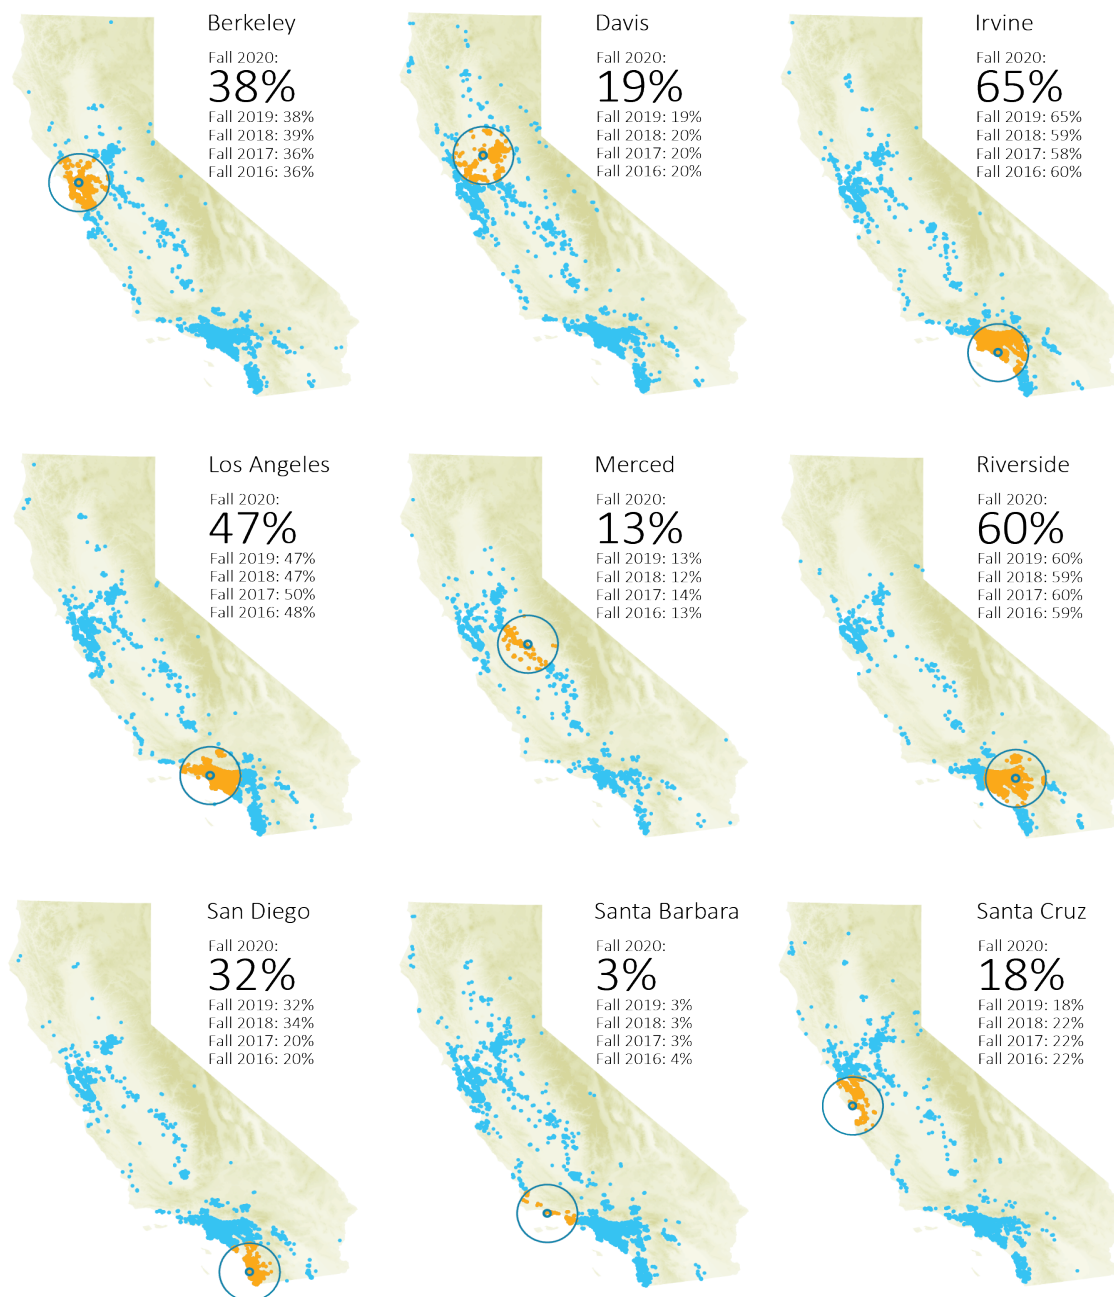 Berkeley
Fall 2020:
38%
Fall 2019: 38%
Fall 2018: 39%
Fall 2017: 36%
Fall 2016: 36%
Davis
Fall 2020:
19%
Fall 2019: 19%
Fall 2018: 20%
Fall 2017: 20%
Fall 2016: 20%
Irvine
Fall 2020:
65%
Fall 2019: 65%
Fall 2018: 59%
Fall 2017: 58%
Fall 2016: 60%
Los Angeles
Fall 2020:
47%
Fall 2019: 47%
Fall 2018: 47%
Fall 2017: 50%
Fall 2016: 48%
Merced
Fall 2020:
13%
Fall 2019: 13%
Fall 2018: 12%
Fall 2017: 14%
Fall 2016: 13%
Riverside
Fall 2020:
60%
Fall 2019: 60%
Fall 2018: 59%
Fall 2017: 60%
Fall 2016: 59%
San Diego
Fall 2020:
32%
Fall 2019: 32%
Fall 2018: 34%
Fall 2017: 20%
Fall 2016: 20%
Santa Barbara
Fall 2020:
3%
Fall 2019: 3%
Fall 2018: 3%
Fall 2017: 3%
Fall 2016: 4%
Santa Cruz
Fall 2020:
18%
Fall 2019: 18%
Fall 2018: 22%
Fall 2017: 22%
Fall 2016: 22%